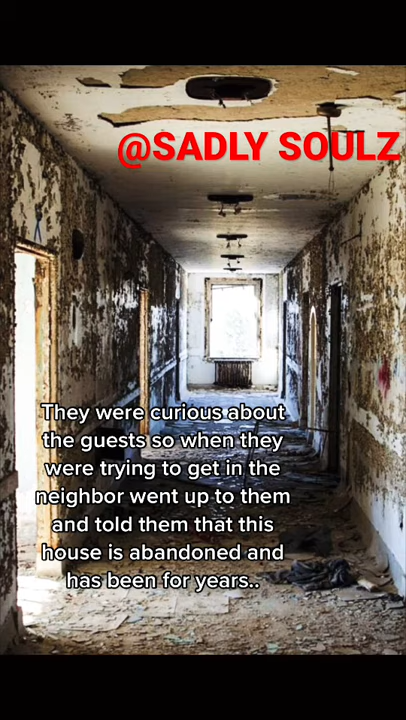 @SADLY SOULZ
They were curious about
the guests so when they
were trying to get in the
neighbor went up to them
and told them that this
house is abandoned and
has been for years..